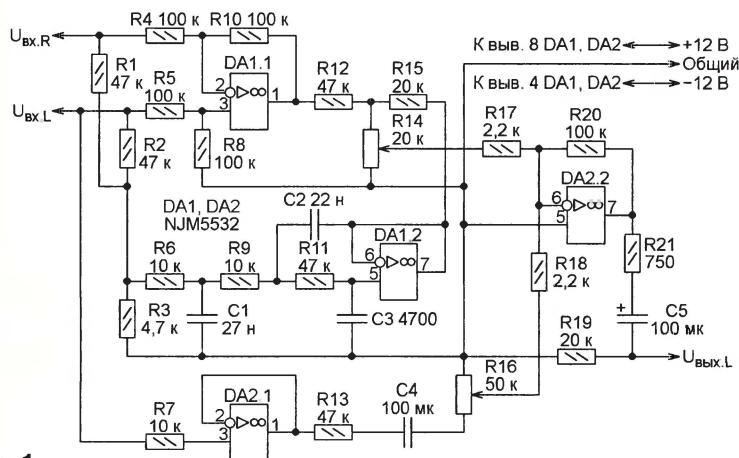 R4 100 к
R10 100 к
Uвх.R
R1
47 к
DA1.1
R5
100 к
2
3
1
R12
47 к
R15
20 к
К выв. 8 DA1, DA2
+12 В
Общий
К выв. 4 DA1, DA2
−12 В
Uвх.L
R2
47 к
R8
100 к
R14
20 к
R17
2,2 к
R20
100 к
DA2.2
6
5
7
DA1, DA2
NJM5532
C2 22 н
DA1.2
6
5
7
R6
10 к
R9
10 к
R11
47 к
R18
2,2 к
R21
750
R3
4,7 к
C1
27 н
C3 4700
R19
20 к
+
C5
100 мк
Uвых.L
R16
50 к
DA2.1
R7
10 к
2
3
1
R13
47 к
C4
100 мк